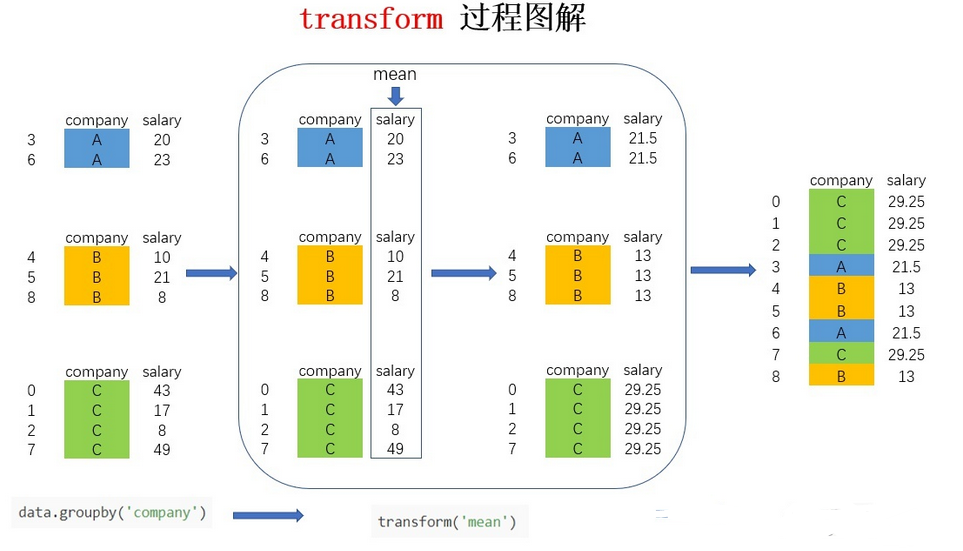 transform 过程图解
mean
company salary
3 A 20
6 A 23
company salary
4 B 10
5 B 21
8 B 8
company salary
0 C 43
1 C 17
2 C 8
7 C 49
company salary
3 A 20
6 A 23
company salary
4 B 10
5 B 21
8 B 8
company salary
0 C 43
1 C 17
2 C 8
7 C 49
company salary
3 A 21.5
6 A 21.5
company salary
4 B 13
5 B 13
8 B 13
company salary
0 C 29.25
1 C 29.25
2 C 29.25
7 C 29.25
company salary
0 C 29.25
1 C 29.25
2 C 29.25
3 A 21.5
4 B 13
5 B 13
6 A 21.5
7 C 29.25
8 B 13
data.groupby('company')
transform('mean')